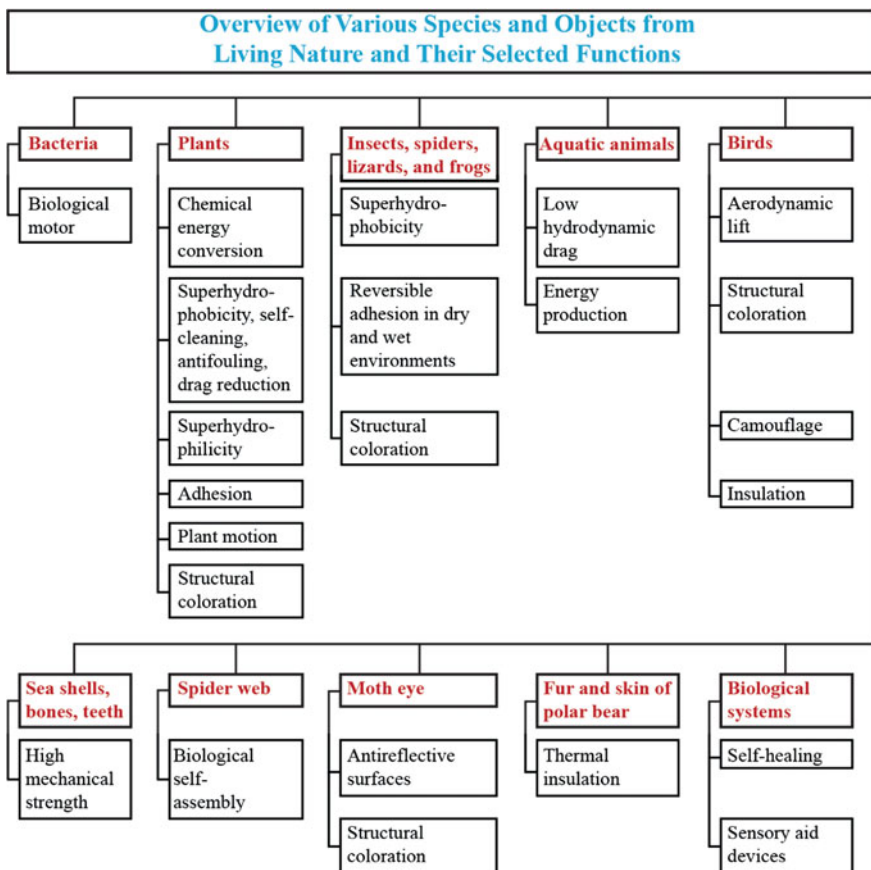 Overview of Various Species and Objects from
Living Nature and Their Selected Functions
Bacteria
Biological
motor
Plants
Chemical
energy
conversion
Superhydro-
phobicity, self-
cleaning,
antifouling,
drag reduction
Superhydro-
philicity
Adhesion
Plant motion
Structural
coloration
Insects, spiders,
lizards, and frogs
Superhydro-
phobicity
Reversible
adhesion in dry
and wet
environments
Structural
coloration
Aquatic animals
Low
hydrodynamic
drag
Energy
production
Birds
Aerodynamic
lift
Structural
coloration
Camouflage
Insulation
Sea shells,
bones, teeth
High
mechanical
strength
Spider web
Biological
self-
assembly
Moth eye
Antireflective
surfaces
Structural
coloration
Fur and skin of
polar bear
Thermal
insulation
Biological
systems
Self-healing
Sensory aid
devices